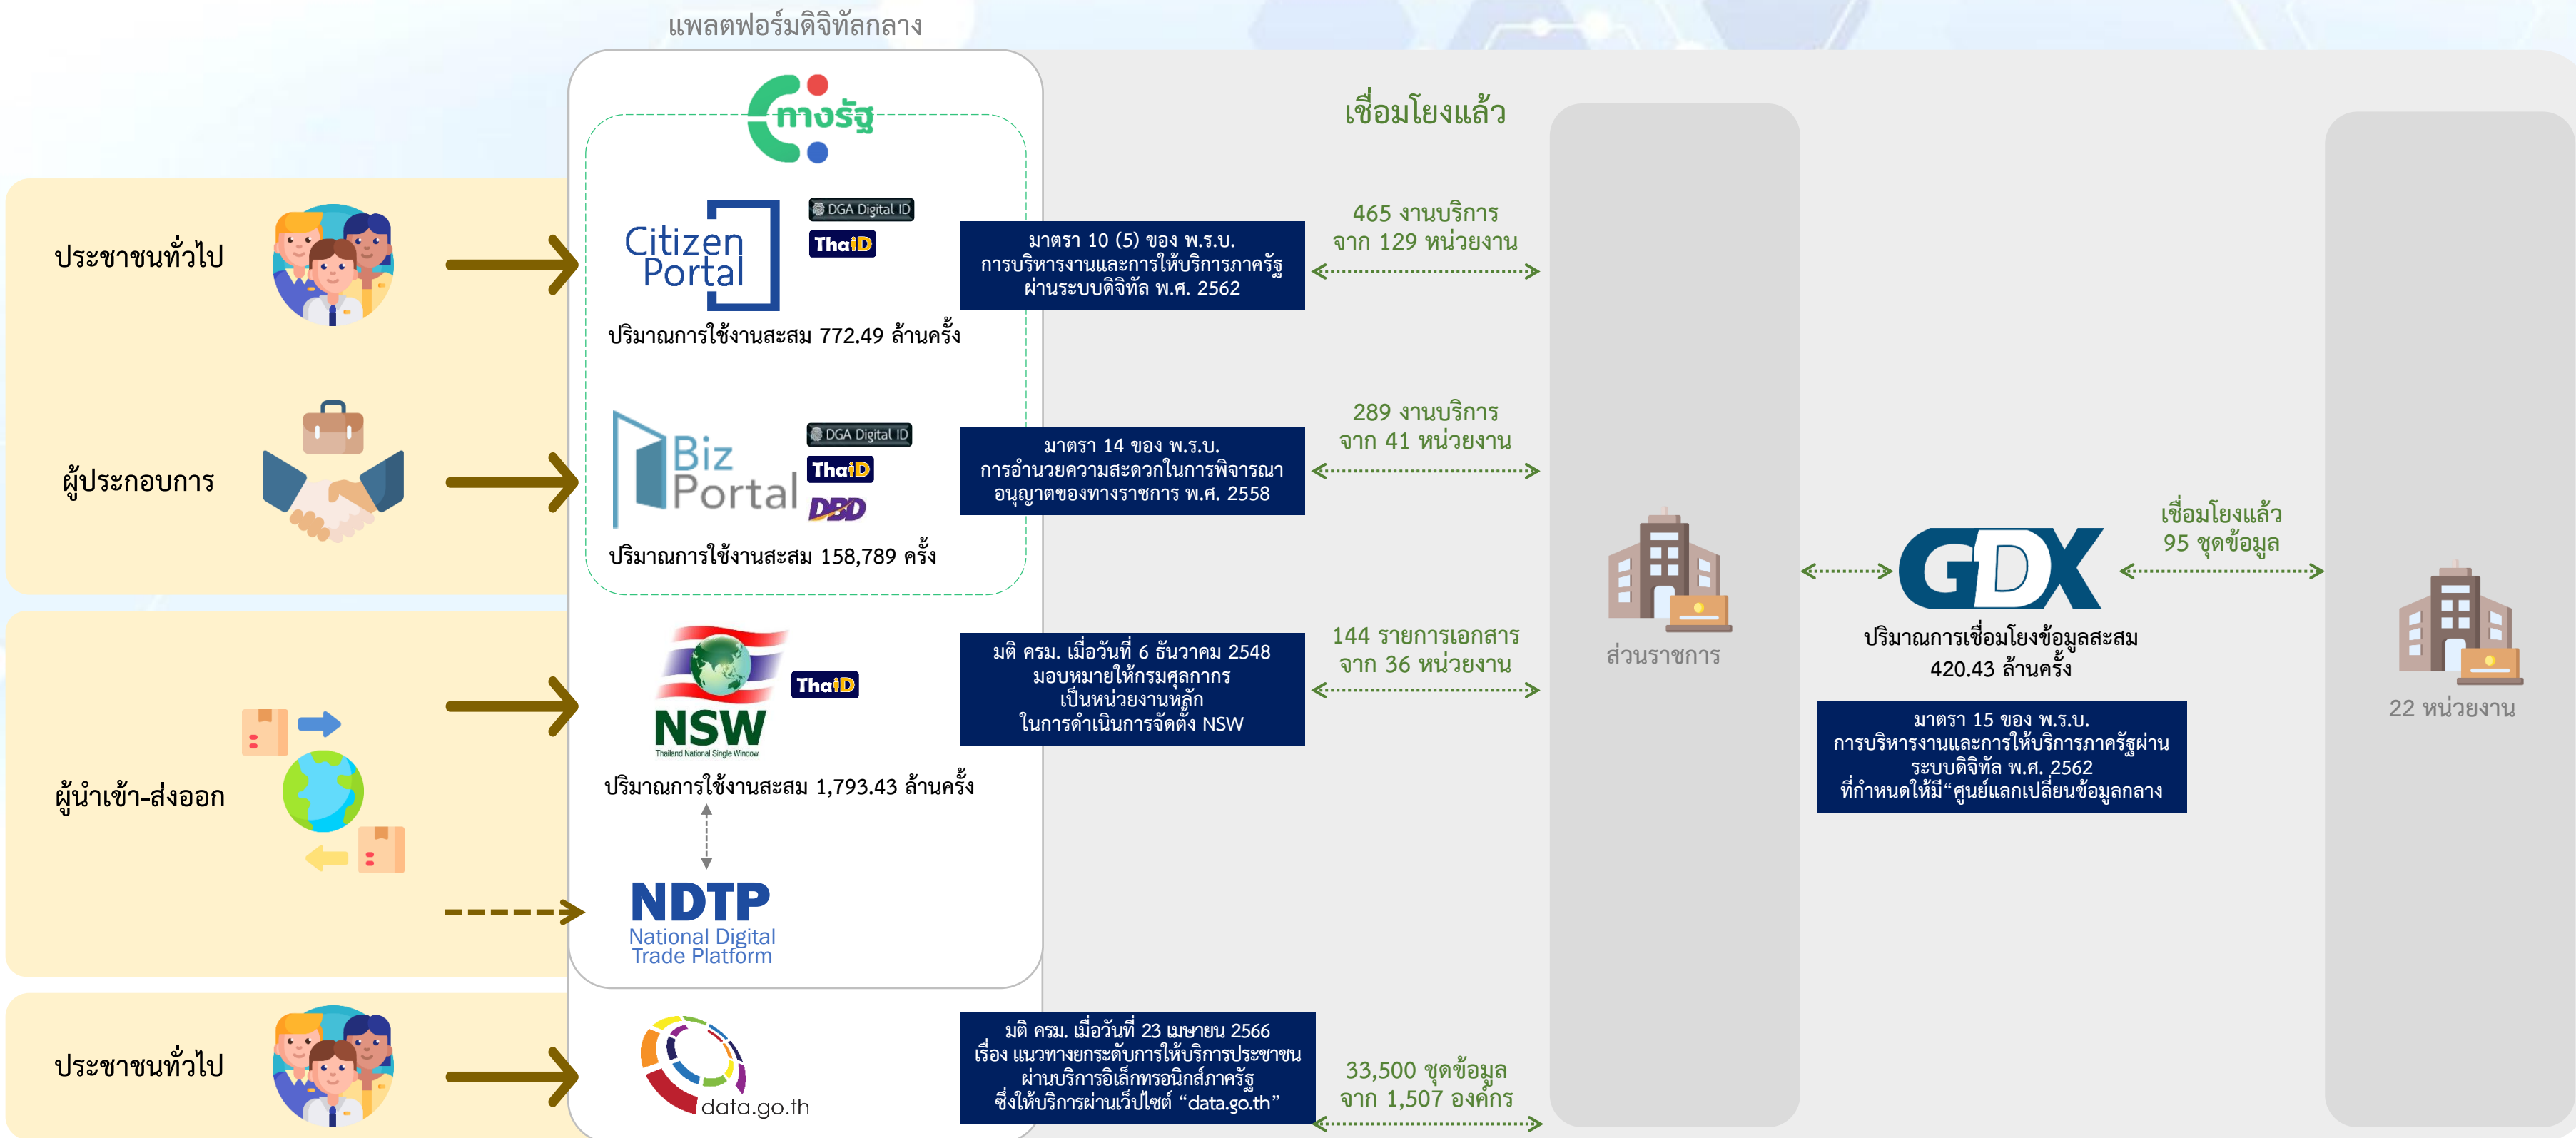 แพลตฟอร์มดิจิทัลกลาง
ทางรัฐ
เชื่อมโยงแล้ว
ประชาชนทั่วไป
Citizen
Portal
DGA Digital ID
ThaiD
ปริมาณการใช้งานสะสม 772.49 ล้านครั้ง
มาตรา 10 (5) ของ พ.ร.บ.
การบริหารงานและการให้บริการภาครัฐ
ผ่านระบบดิจิทัล พ.ศ. 2562
465 งานบริการ
จาก 129 หน่วยงาน
ผู้ประกอบการ
Biz
Portal
DGA Digital ID
ThaiD
DBD
ปริมาณการใช้งานสะสม 158,789 ครั้ง
มาตรา 14 ของ พ.ร.บ.
การอำนวยความสะดวกในการพิจารณา
อนุญาตของทางราชการ พ.ศ. 2558
289 งานบริการ
จาก 41 หน่วยงาน
ผู้นำเข้า-ส่งออก
NSW
Thailand National Single Window
ThaiD
ปริมาณการใช้งานสะสม 1,793.43 ล้านครั้ง
มติ ครม. เมื่อวันที่ 6 ธันวาคม 2548
มอบหมายให้กรมศุลกากร
เป็นหน่วยงานหลัก
ในการดำเนินการจัดตั้ง NSW
144 รายการเอกสาร
จาก 36 หน่วยงาน
NDTP
National Digital
Trade Platform
ส่วนราชการ
GDX
ปริมาณการเชื่อมโยงข้อมูลสะสม
420.43 ล้านครั้ง
มาตรา 15 ของ พ.ร.บ.
การบริหารงานและการให้บริการภาครัฐผ่าน
ระบบดิจิทัล พ.ศ. 2562
ที่กำหนดให้มี“ศูนย์แลกเปลี่ยนข้อมูลกลาง
เชื่อมโยงแล้ว
95 ชุดข้อมูล
22 หน่วยงาน
ประชาชนทั่วไป
data.go.th
มติ ครม. เมื่อวันที่ 23 เมษายน 2566
เรื่อง แนวทางยกระดับการให้บริการประชาชน
ผ่านบริการอิเล็กทรอนิกส์ภาครัฐ
ซึ่งให้บริการผ่านเว็ปไซต์ “data.go.th”
33,500 ชุดข้อมูล
จาก 1,507 องค์กร